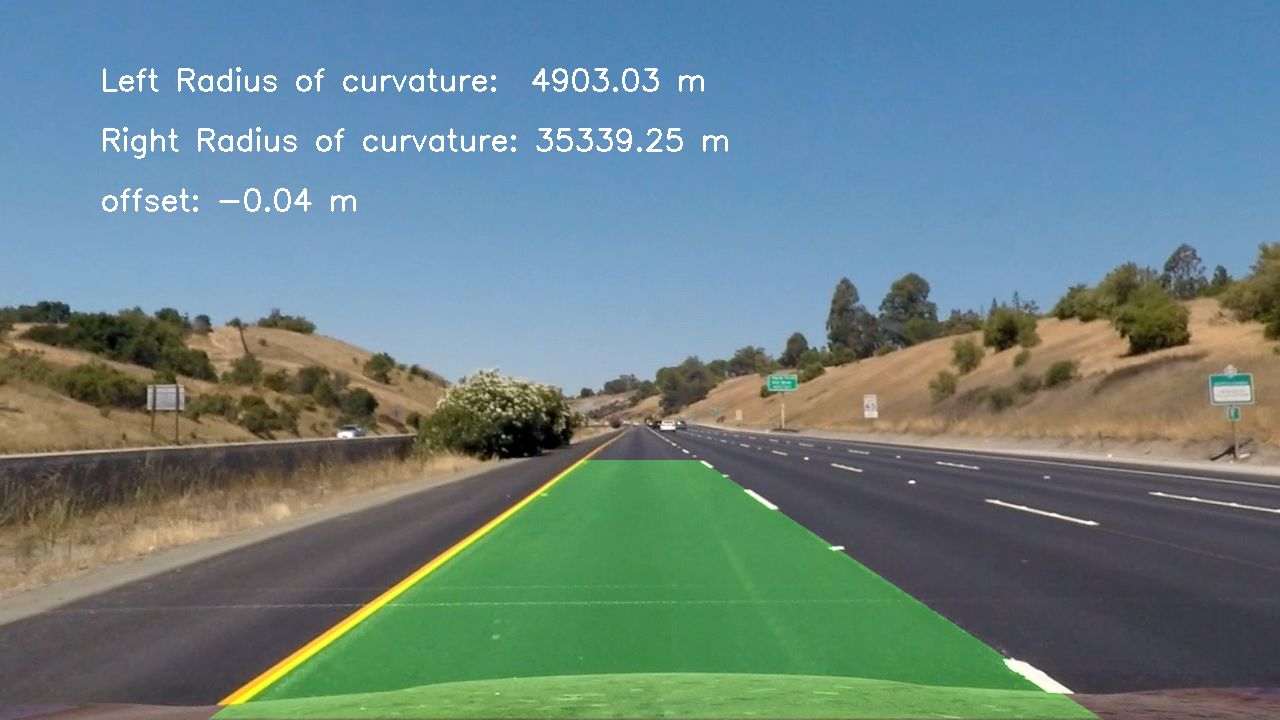 Left Radius of curvature: 4903.03 m
Right Radius of curvature: 35339.25 m
offset: -0.04 m